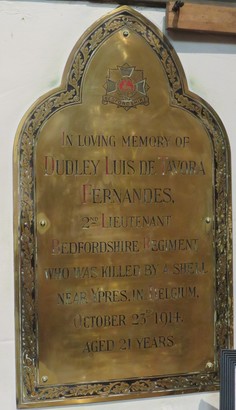 IN LOVING MEMORY OF
DUDLEY LUIS DE TAVORA
FERNANDES,
2ND LIEUTENANT
BEDFORDSHIRE REGIMENT
WHO WAS KILLED BY A SHELL
NEAR YPRES, IN BELGIUM,
OCTOBER 23RD 1914.
AGED 21 YEARS